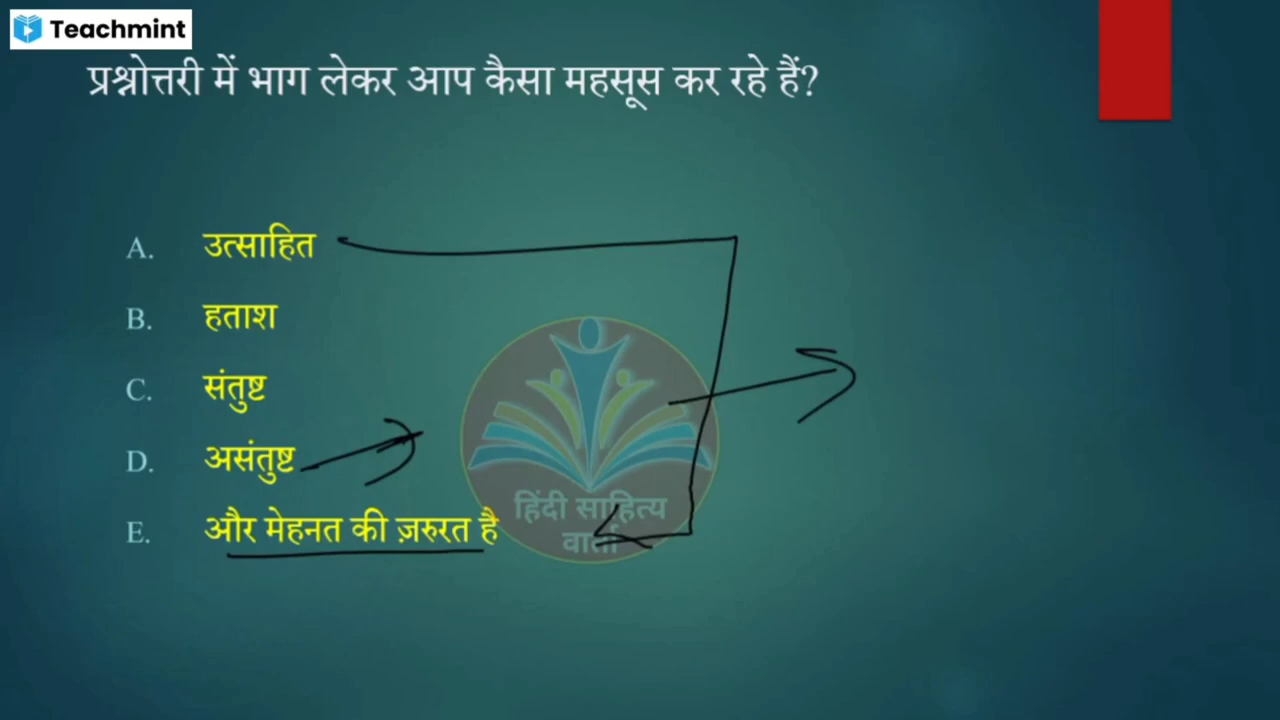 Teachmint
प्रश्नोत्तरी में भाग लेकर आप कैसा महसूस कर रहे हैं?
A. उत्साहित
B. हताश
C. संतुष्ट
D. असंतुष्ट
E. और मेहनत की ज़रुरत है
हिंदी साहित्य
वार्ता